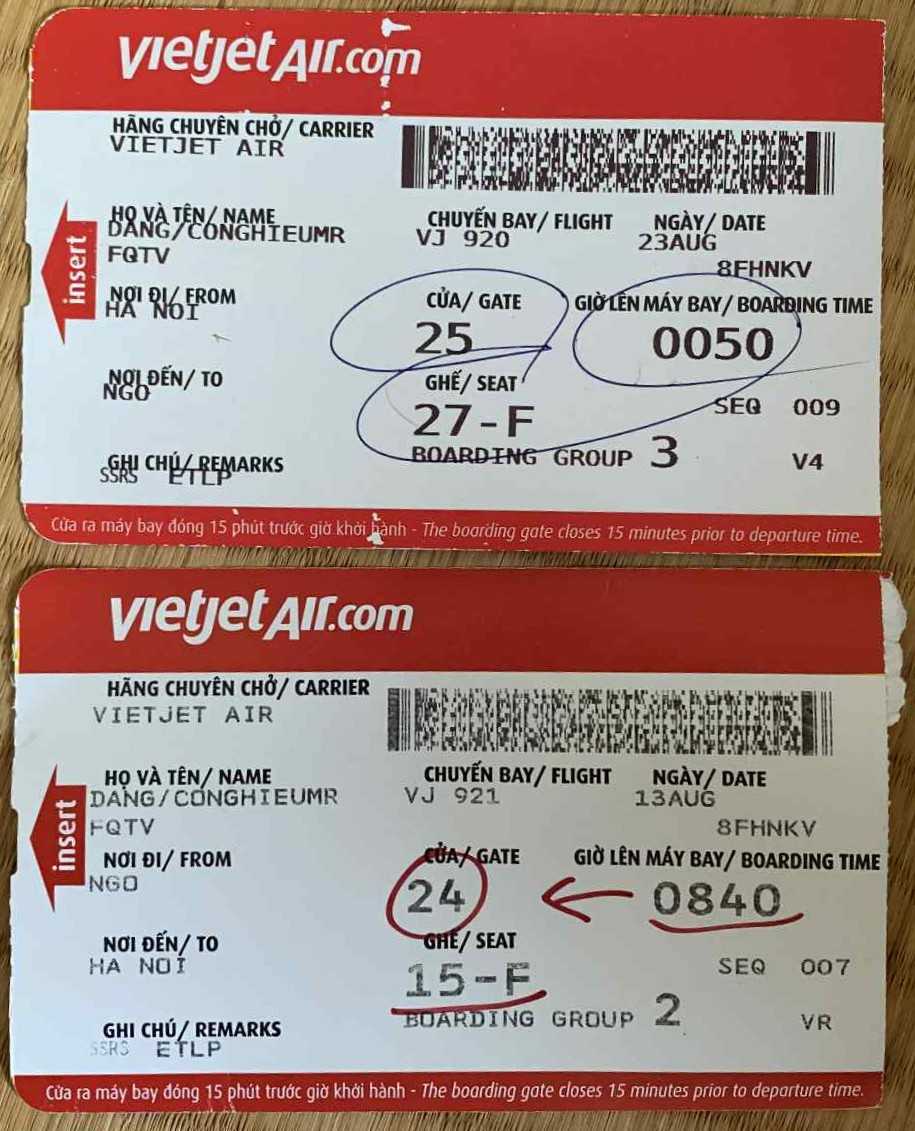 vietjetAir.com
HÃNG CHUYÊN CHỞ/ CARRIER
VIETJET AIR
HỌ VÀ TÊN/ NAME
DANG/CONGHIEUMR
FQTV
CHUYẾN BAY/ FLIGHT
VJ 920
NGÀY/ DATE
23AUG
8FHNKV
insert
NƠI ĐI/ FROM
HA NOI
CỬA/ GATE
25
GIỜ LÊN MÁY BAY/ BOARDING TIME
0050
NƠI ĐẾN/ TO
NGO
GHẾ/ SEAT
27-F
SEQ 009
GHI CHÚ/ REMARKS
SSRS ETLP
BOARDING GROUP 3
V4
Cửa ra máy bay đóng 15 phút trước giờ khởi hành - The boarding gate closes 15 minutes prior to departure time.
vietjetAir.com
HÃNG CHUYÊN CHỞ/ CARRIER
VIETJET AIR
HỌ VÀ TÊN/ NAME
DANG/CONGHIEUMR
FQTV
CHUYẾN BAY/ FLIGHT
VJ 921
NGÀY/ DATE
13AUG
8FHNKV
insert
NƠI ĐI/ FROM
NGO
CỬA/ GATE
24
GIỜ LÊN MÁY BAY/ BOARDING TIME
0840
NƠI ĐẾN/ TO
HA NOI
GHẾ/ SEAT
15-F
SEQ 007
GHI CHÚ/ REMARKS
SSRS ETLP
BOARDING GROUP 2
VR
Cửa ra máy bay đóng 15 phút trước giờ khởi hành - The boarding gate closes 15 minutes prior to departure time.